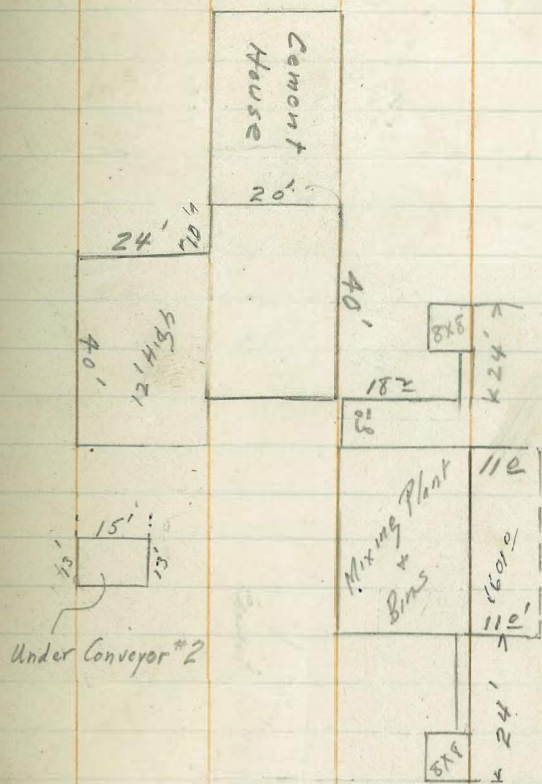 Cement
House
20'
24'
10'
40'
12' High
40'
8x8
24'
18
8
Mixing Plant
+
Bins
11
11
15'
13'
13'
Under Conveyor #2
24'
8x8